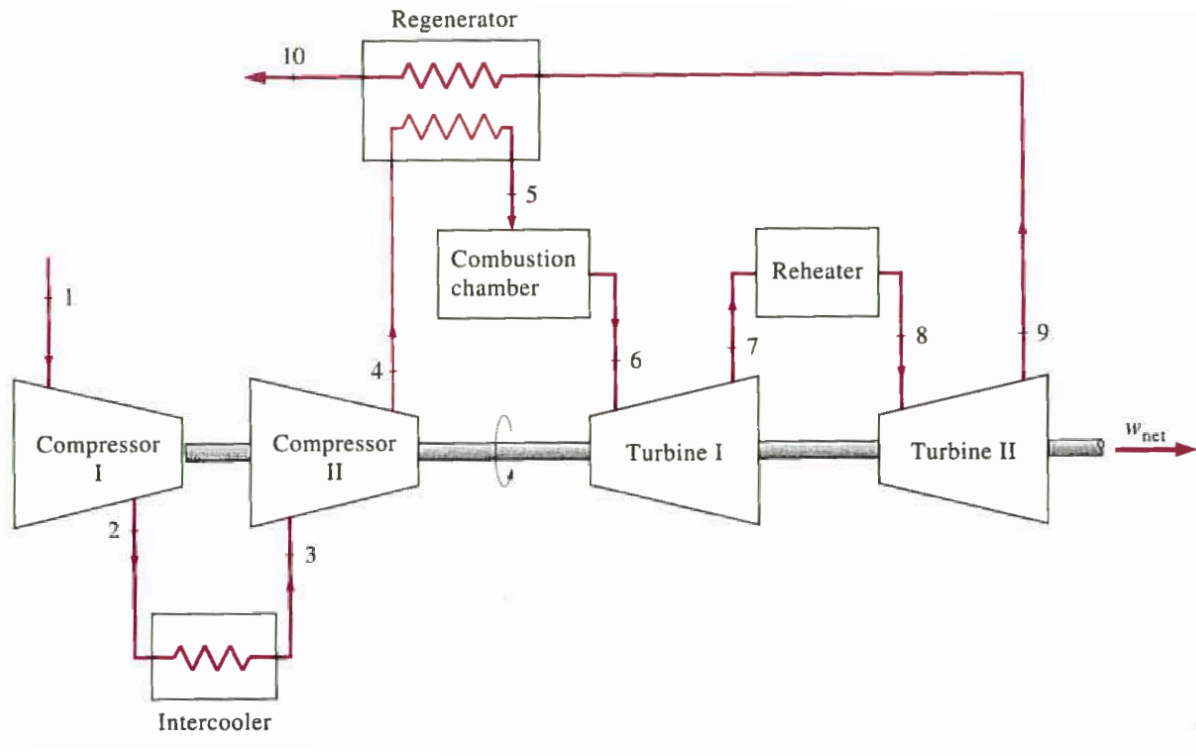 Regenerator
10
5
Combustion
chamber
Reheater
1
4
6
7
8
9
Compressor
I
Compressor
II
Turbine I
Turbine II
wnet
2
3
Intercooler